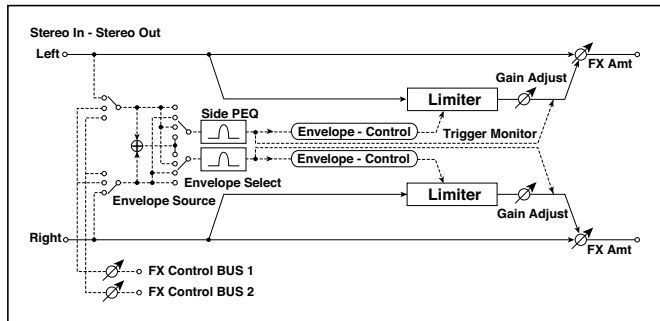 Stereo In - Stereo Out
Left
FX Amt
Gain Adjust
Limiter
Side PEQ
Envelope - Control
Trigger Monitor
Envelope - Control
Envelope Select
Envelope Source
Limiter
Gain Adjust
Right
FX Amt
FX Control BUS 1
FX Control BUS 2